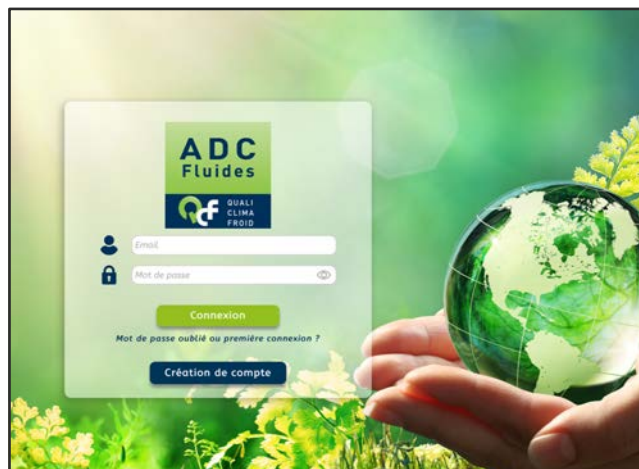 ADC
Fluides
QCF
QUALI
CLIMA
FROID
Email
Mot de passe
Connexion
Mot de passe oublié ou première connexion ?
Création de compte